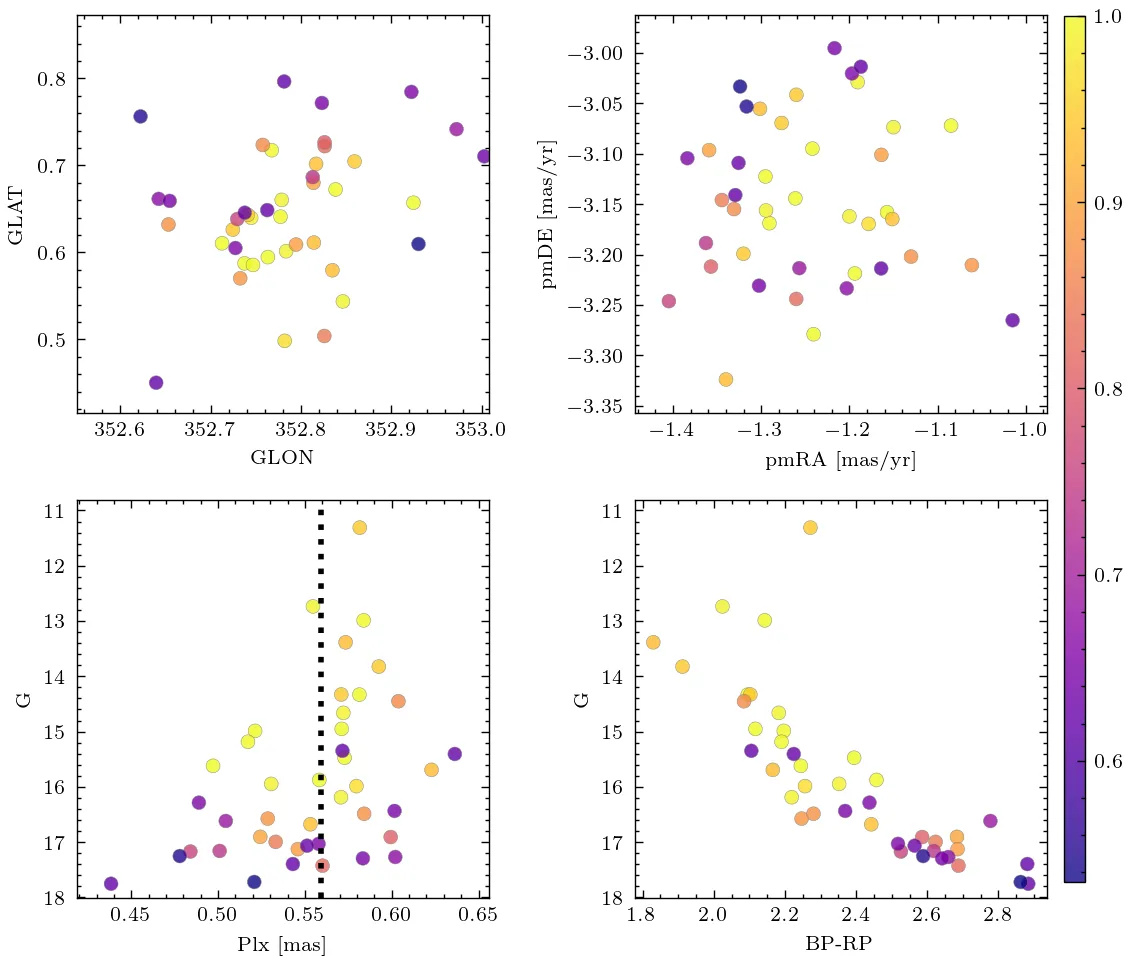 0.8
0.7
0.6
0.5
GLAT
352.6 352.7 352.8 352.9 353.0
GLON
−3.00
−3.05
−3.10
−3.15
−3.20
−3.25
−3.30
−3.35
pmDE [mas/yr]
−1.4 −1.3 −1.2 −1.1 −1.0
pmRA [mas/yr]
1.0
0.9
0.8
0.7
0.6
11
12
13
14
15
16
17
18
G
0.45 0.50 0.55 0.60 0.65
Plx [mas]
11
12
13
14
15
16
17
18
G
1.8 2.0 2.2 2.4 2.6 2.8
BP-RP